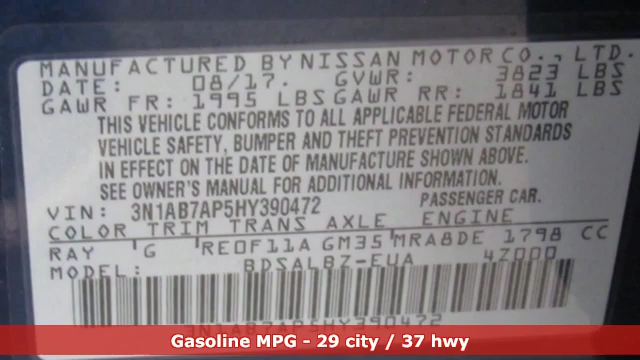 MANUFACTURED BY NISSAN MOTOR CO., LTD.
DATE: 08/17. GVWR: 3823 LBS
GAWR FR: 1995 LBS GAWR RR: 1841 LBS
THIS VEHICLE CONFORMS TO ALL APPLICABLE FEDERAL MOTOR
VEHICLE SAFETY, BUMPER AND THEFT PREVENTION STANDARDS
IN EFFECT ON THE DATE OF MANUFACTURE SHOWN ABOVE.
SEE OWNER'S MANUAL FOR ADDITIONAL INFORMATION.
VIN: 3N1AB7AP5HY390472 PASSENGER CAR.
COLOR TRIM TRANS AXLE ENGINE
RAY G RE0F11A GM35 MRA8DE 1798 CC
MODEL: BDSALBZ-EUA 4Z000
3N1AB7AP5HY390472
Gasoline MPG - 29 city / 37 hwy